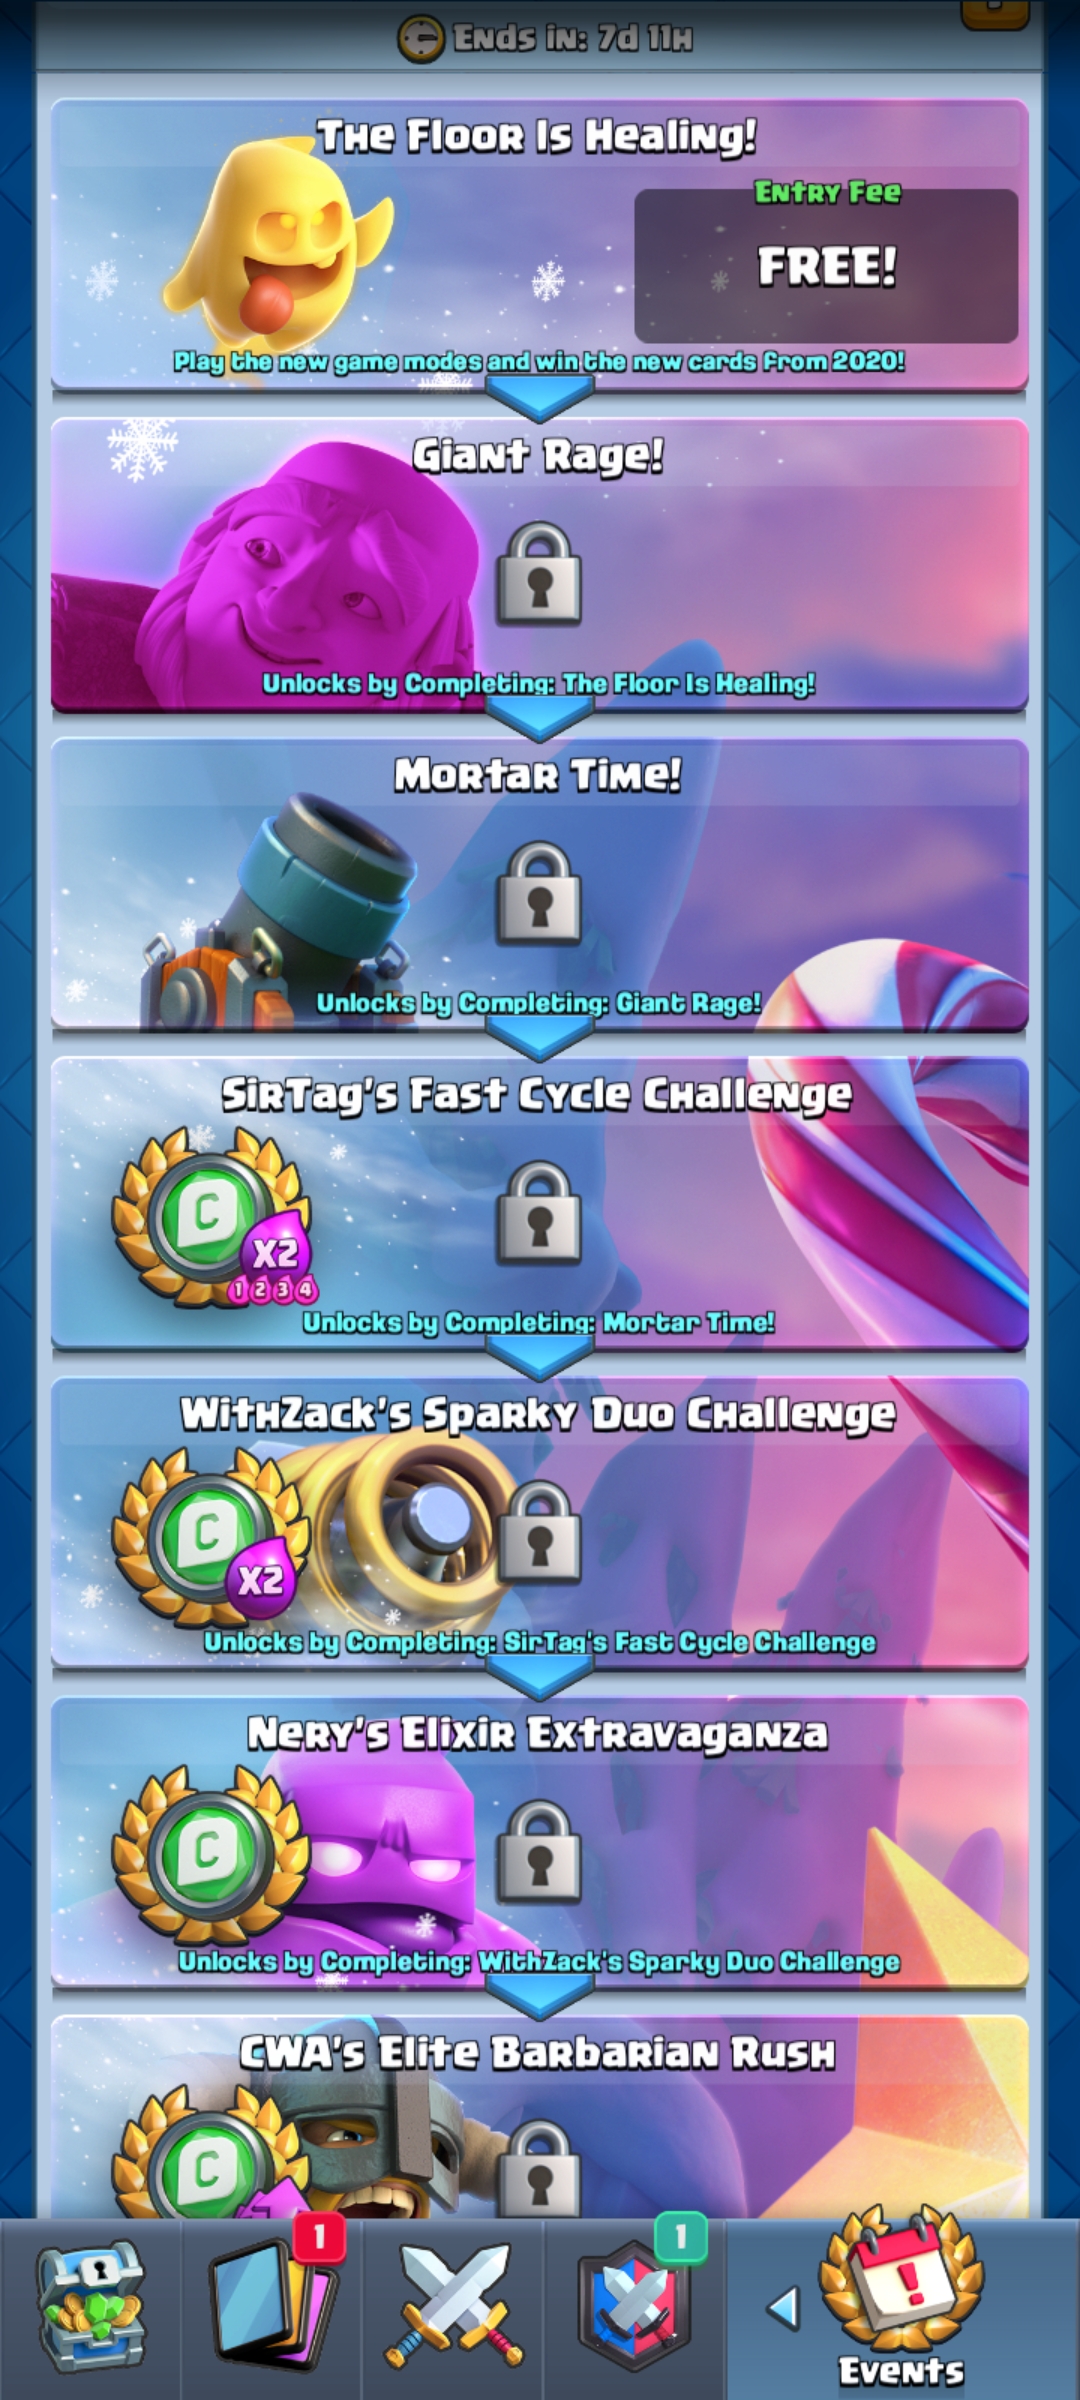 Ends in: 7d 11h
The Floor Is Healing!
Entry Fee
FREE!
Play the new game modes and win the new cards from 2020!
Giant Rage!
Unlocks by Completing: The Floor Is Healing!
Mortar Time!
Unlocks by Completing: Giant Rage!
SirTag's Fast Cycle Challenge
C
X2
1 2 3 4
Unlocks by Completing: Mortar Time!
WithZack's Sparky Duo Challenge
C
X2
Unlocks by Completing: SirTag's Fast Cycle Challenge
Nery's Elixir Extravaganza
C
Unlocks by Completing: WithZack's Sparky Duo Challenge
CWA's Elite Barbarian Rush
C
1
1
!
Events